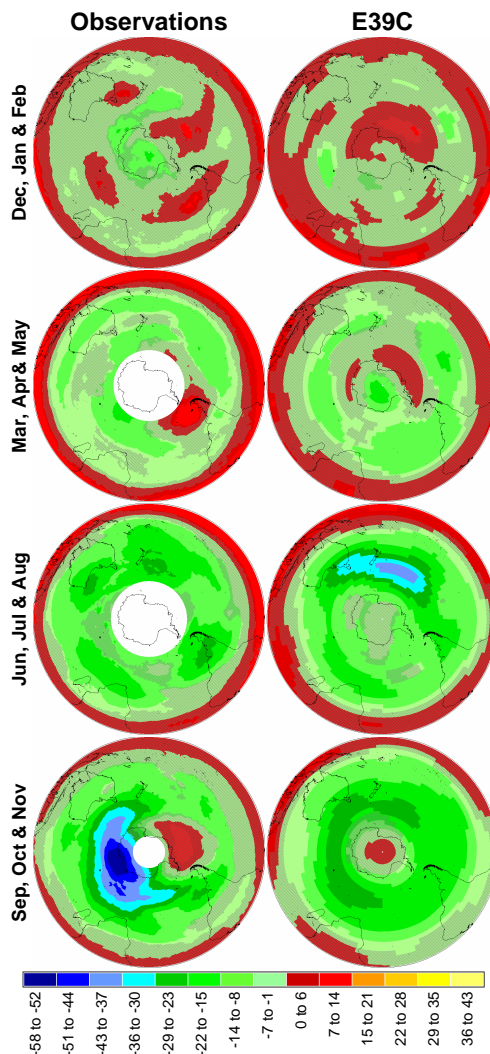 Observations
E39C
Dec, Jan & Feb
Mar, Apr& May
Jun, Jul & Aug
Sep, Oct & Nov
-58 to -52
-51 to -44
-43 to -37
-36 to -30
-29 to -23
-22 to -15
-14 to -8
-7 to -1
0 to 6
7 to 14
15 to 21
22 to 28
29 to 35
36 to 43